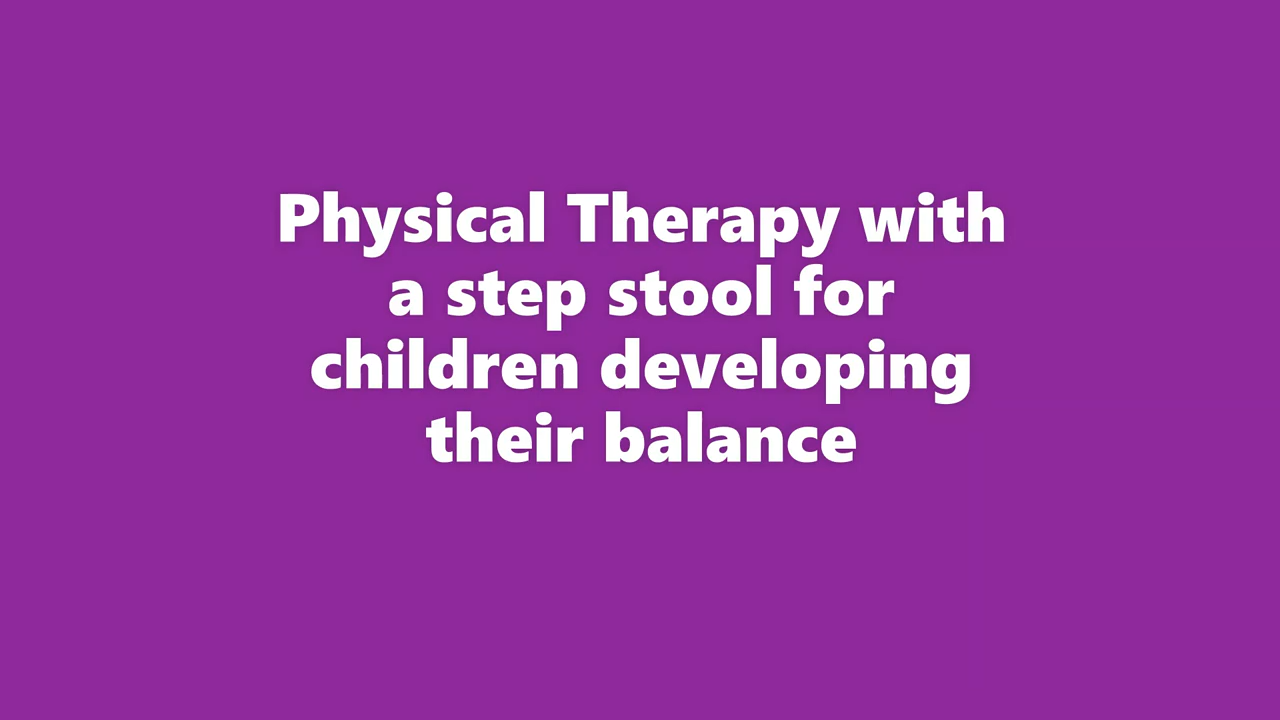 Physical Therapy with
a step stool for
children developing
their balance